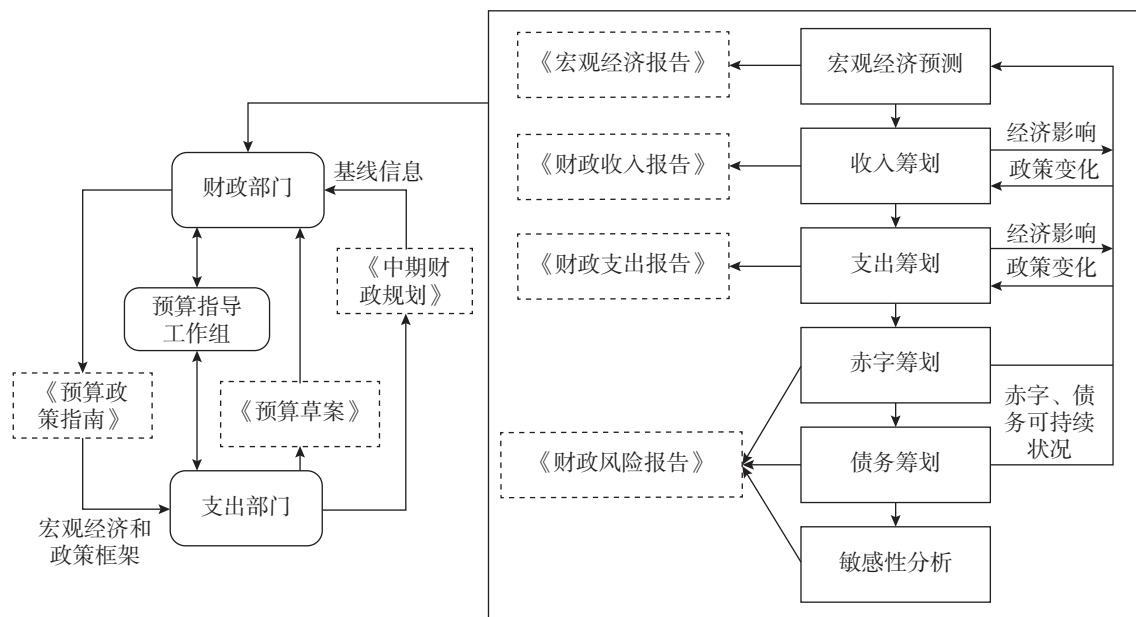 《宏观经济报告》
宏观经济预测
《财政收入报告》
收入筹划
经济影响
政策变化
《财政支出报告》
支出筹划
经济影响
政策变化
赤字筹划
赤字、债
务可持续
状况
《财政风险报告》
债务筹划
敏感性分析
财政部门
基线信息
《中期财
政规划》
预算指导
工作组
《预算政
策指南》
《预算草案》
支出部门
宏观经济和
政策框架